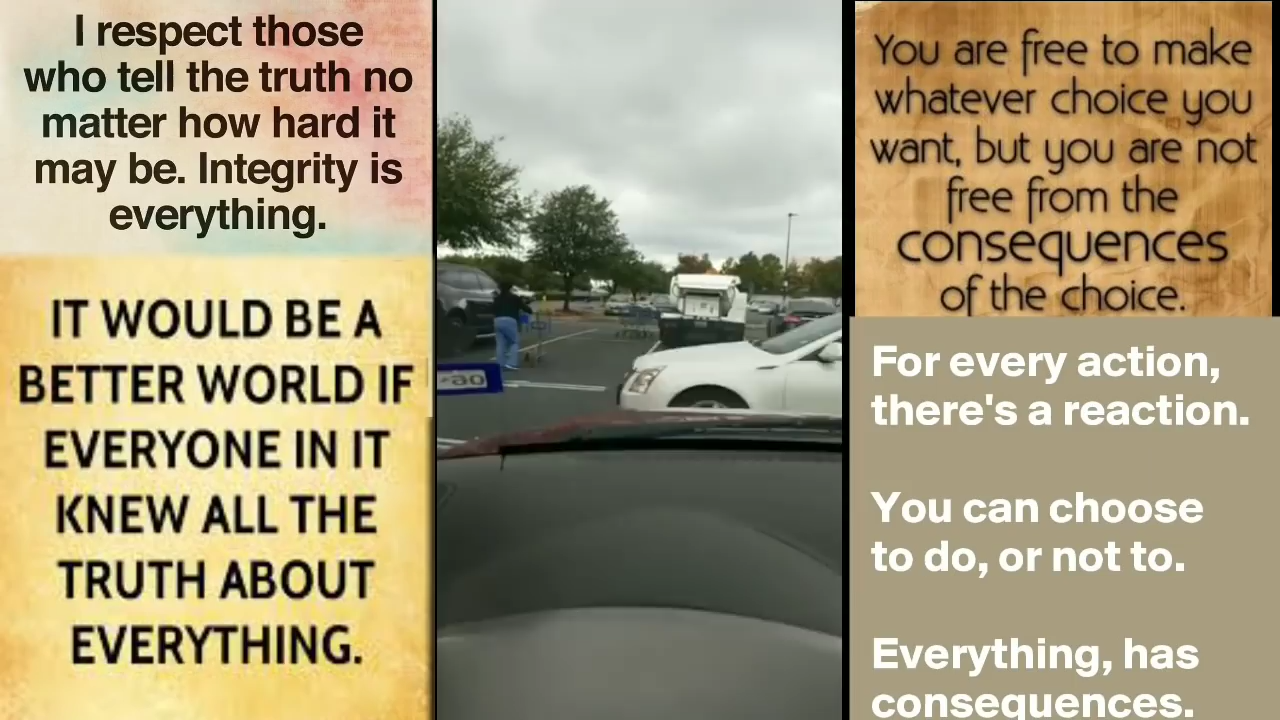 I respect those
who tell the truth no
matter how hard it
may be. Integrity is
everything.
IT WOULD BE A
BETTER WORLD IF
EVERYONE IN IT
KNEW ALL THE
TRUTH ABOUT
EVERYTHING.
You are free to make
whatever choice you
want, but you are not
free from the
consequences
of the choice.
For every action,
there's a reaction.
You can choose
to do, or not to.
Everything, has
consequences.